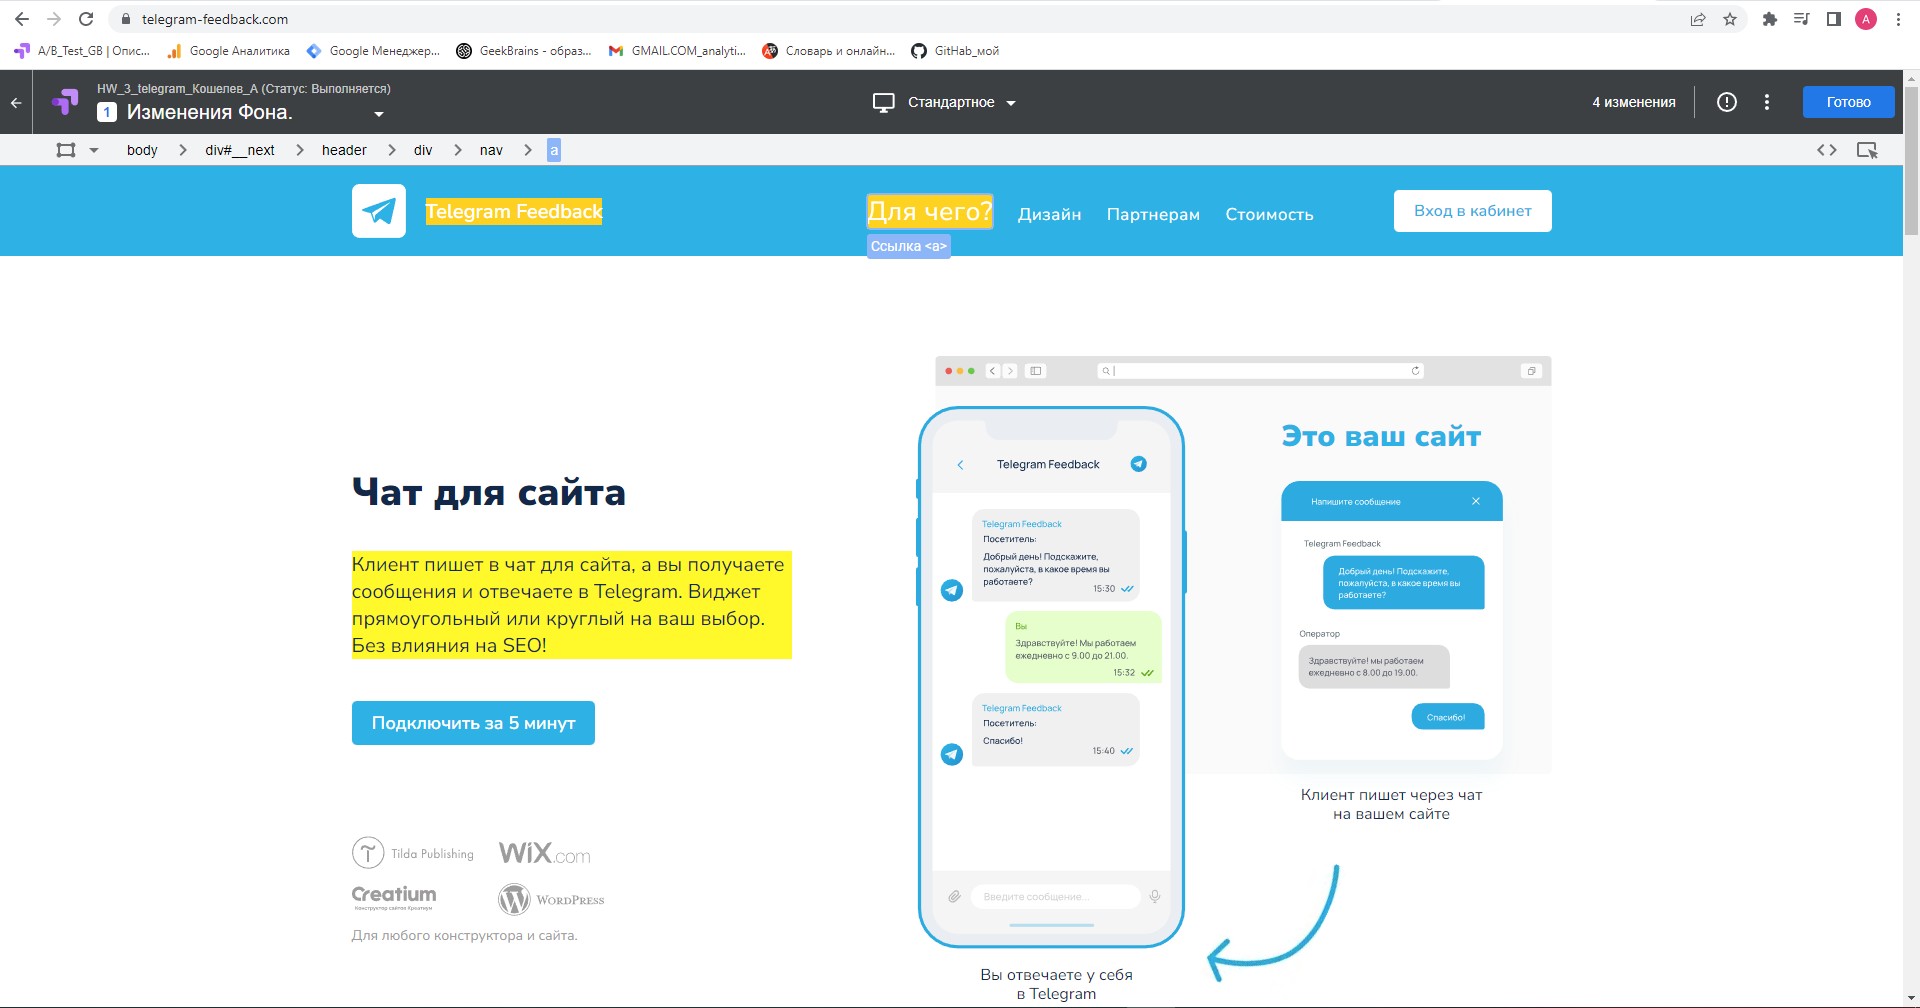 telegram-feedback.com
A
A/B_Test_GB | Опис...
Google Аналитика
Google Менеджер...
GeekBrains - образ...
GMAIL.COM_analyti...
Словарь и онлайн...
GitHab_мой
HW_3_telegram_Кошелев_А (Статус: Выполняется)
1 Изменения Фона.
Стандартное
4 изменения
Готово
body
div#__next
header
div
nav
a
Telegram Feedback
Для чего?
Дизайн
Партнерам
Стоимость
Вход в кабинет
Ссылка <a>
Чат для сайта
Клиент пишет в чат для сайта, а вы получаете
сообщения и отвечаете в Telegram. Виджет
прямоугольный или круглый на ваш выбор.
Без влияния на SEO!
Подключить за 5 минут
Tilda Publishing
WiX.com
Creatium
Конструктор сайтов Креатиум
WordPress
Для любого конструктора и сайта.
Telegram Feedback
Telegram Feedback
Посетитель:
Добрый день! Подскажите,
пожалуйста, в какое время вы
работаете?
15:30
Вы
Здравствуйте! Мы работаем
ежедневно с 9.00 до 21.00.
15:32
Telegram Feedback
Посетитель:
Спасибо!
15:40
Введите сообщение...
Вы отвечаете у себя
в Telegram
Это ваш сайт
Напишите сообщение
Telegram Feedback
Добрый день! Подскажите,
пожалуйста, в какое время вы
работаете?
Оператор
Здравствуйте! мы работаем
ежедневно с 8.00 до 19.00.
Спасибо!
Клиент пишет через чат
на вашем сайте